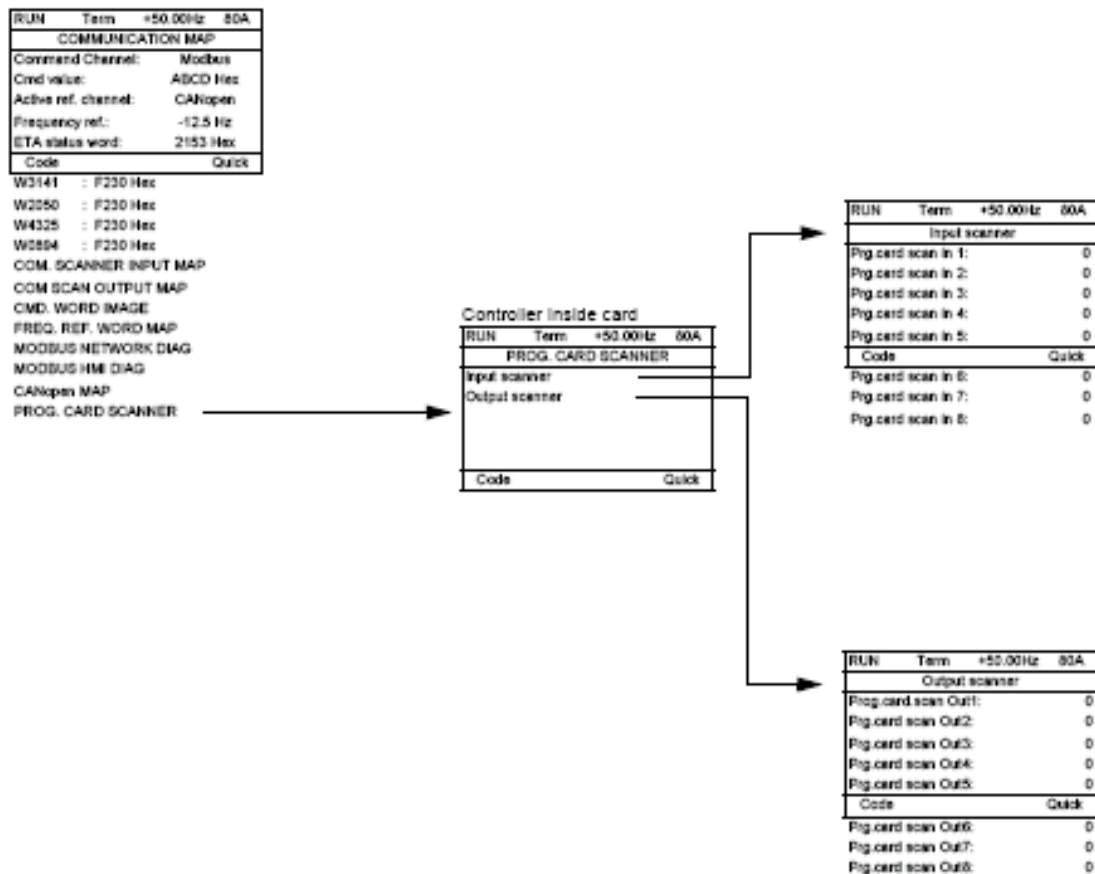 RUN Term +50.00Hz 80A
COMMUNICATION MAP
Command Channel: Modbus
Cmd value: ABCD Hex
Active ref. channel: CANopen
Frequency ref.: -12.5 Hz
ETA status word: 2153 Hex
Code Quick
W3141 : F230 Hex
W2050 : F230 Hex
W4325 : F230 Hex
W0894 : F230 Hex
COM. SCANNER INPUT MAP
COM SCAN OUTPUT MAP
CMD. WORD IMAGE
FREQ. REF. WORD MAP
MODBUS NETWORK DIAG
MODBUS HMI DIAG
CANopen MAP
PROG. CARD SCANNER
Controller Inside card
RUN Term +50.00Hz 80A
PROG. CARD SCANNER
Input scanner
Output scanner
Code Quick
RUN Term +50.00Hz 80A
Input scanner
Prg.card scan In 1: 0
Prg.card scan In 2: 0
Prg.card scan In 3: 0
Prg.card scan In 4: 0
Prg.card scan In 5: 0
Code Quick
Prg.card scan In 6: 0
Prg.card scan In 7: 0
Prg.card scan In 8: 0
RUN Term +50.00Hz 80A
Output scanner
Prog.card.scan Out1: 0
Prg.card scan Out2: 0
Prg.card scan Out3: 0
Prg.card scan Out4: 0
Prg.card scan Out5: 0
Code Quick
Prg.card scan Out6: 0
Prg.card scan Out7: 0
Prg.card scan Out8: 0